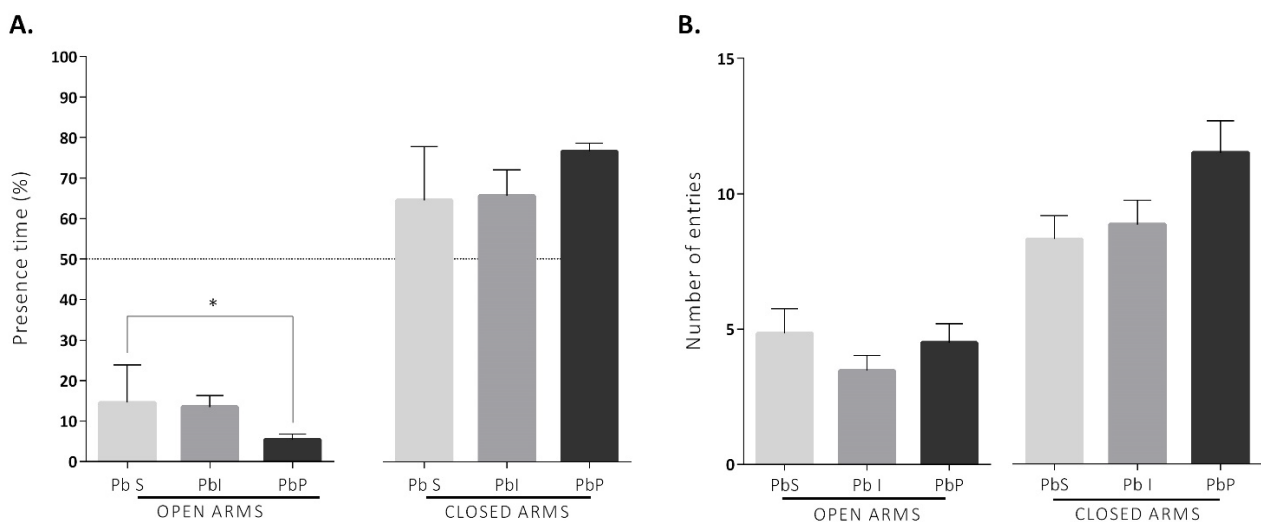 A.
Presence time (%)
100
90
80
70
60
50
40
30
20
10
0
*
Pb S PbI PbP Pb S PbI PbP
OPEN ARMS CLOSED ARMS
B.
Number of entries
15
10
5
0
PbS Pb I PbP PbS Pb I PbP
OPEN ARMS CLOSED ARMS